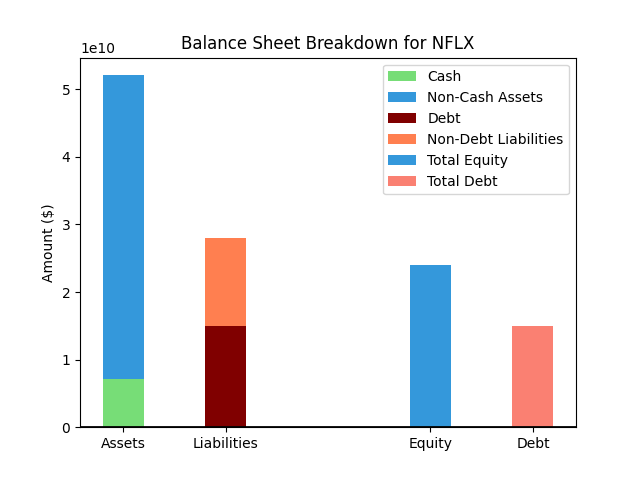 Balance Sheet Breakdown for NFLX
1e10
Cash
Non-Cash Assets
Debt
Non-Debt Liabilities
Total Equity
Total Debt
Amount ($)
5
4
3
2
1
0
Assets
Liabilities
Equity
Debt